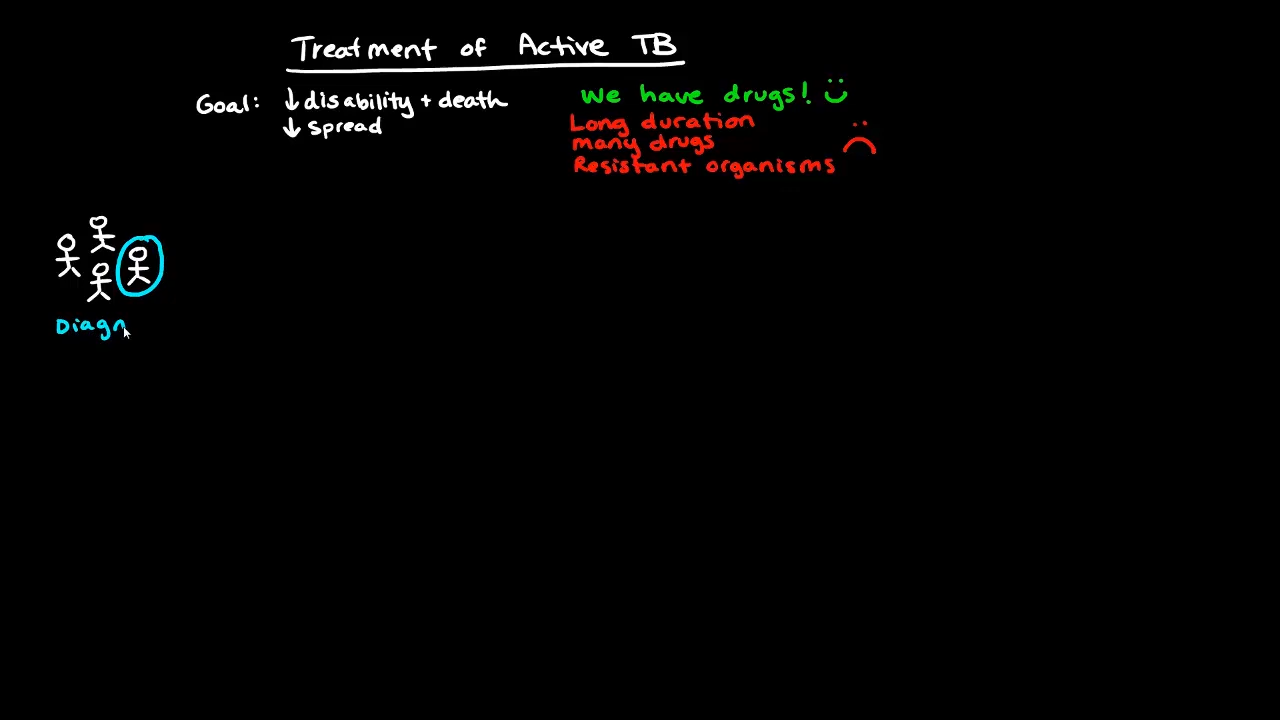 Treatment of Active TB
Goal: ↓ disability + death
↓ spread
We have drugs! :)
Long duration
many drugs
Resistant organisms
Diagn